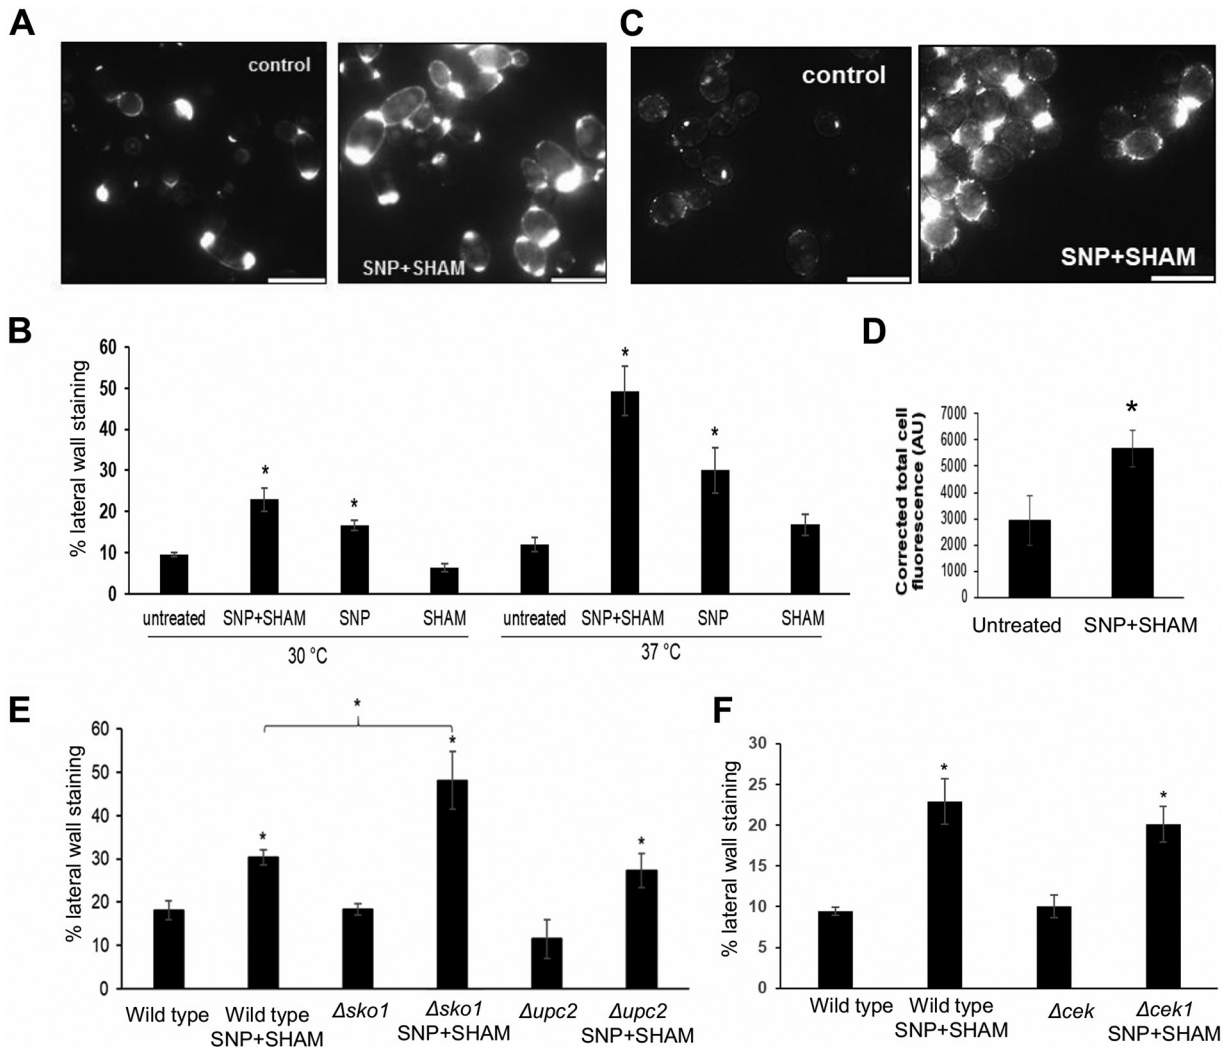 A
control
SNP+SHAM
C
control
SNP+SHAM
B
% lateral wall staining
60
50
40
30
20
10
0
*
*
*
*
untreated SNP+SHAM SNP SHAM untreated SNP+SHAM SNP SHAM
30 °C 37 °C
D
Corrected total cell
fluorescence (AU)
7000
6000
5000
4000
3000
2000
1000
0
*
Untreated SNP+SHAM
E
% lateral wall staining
60
50
40
30
20
10
0
*
*
*
*
Wild type Wild type Δsko1 Δsko1 Δupc2 Δupc2
SNP+SHAM SNP+SHAM SNP+SHAM
F
% lateral wall staining
30
25
20
15
10
5
0
*
*
Wild type Wild type Δcek Δcek1
SNP+SHAM SNP+SHAM